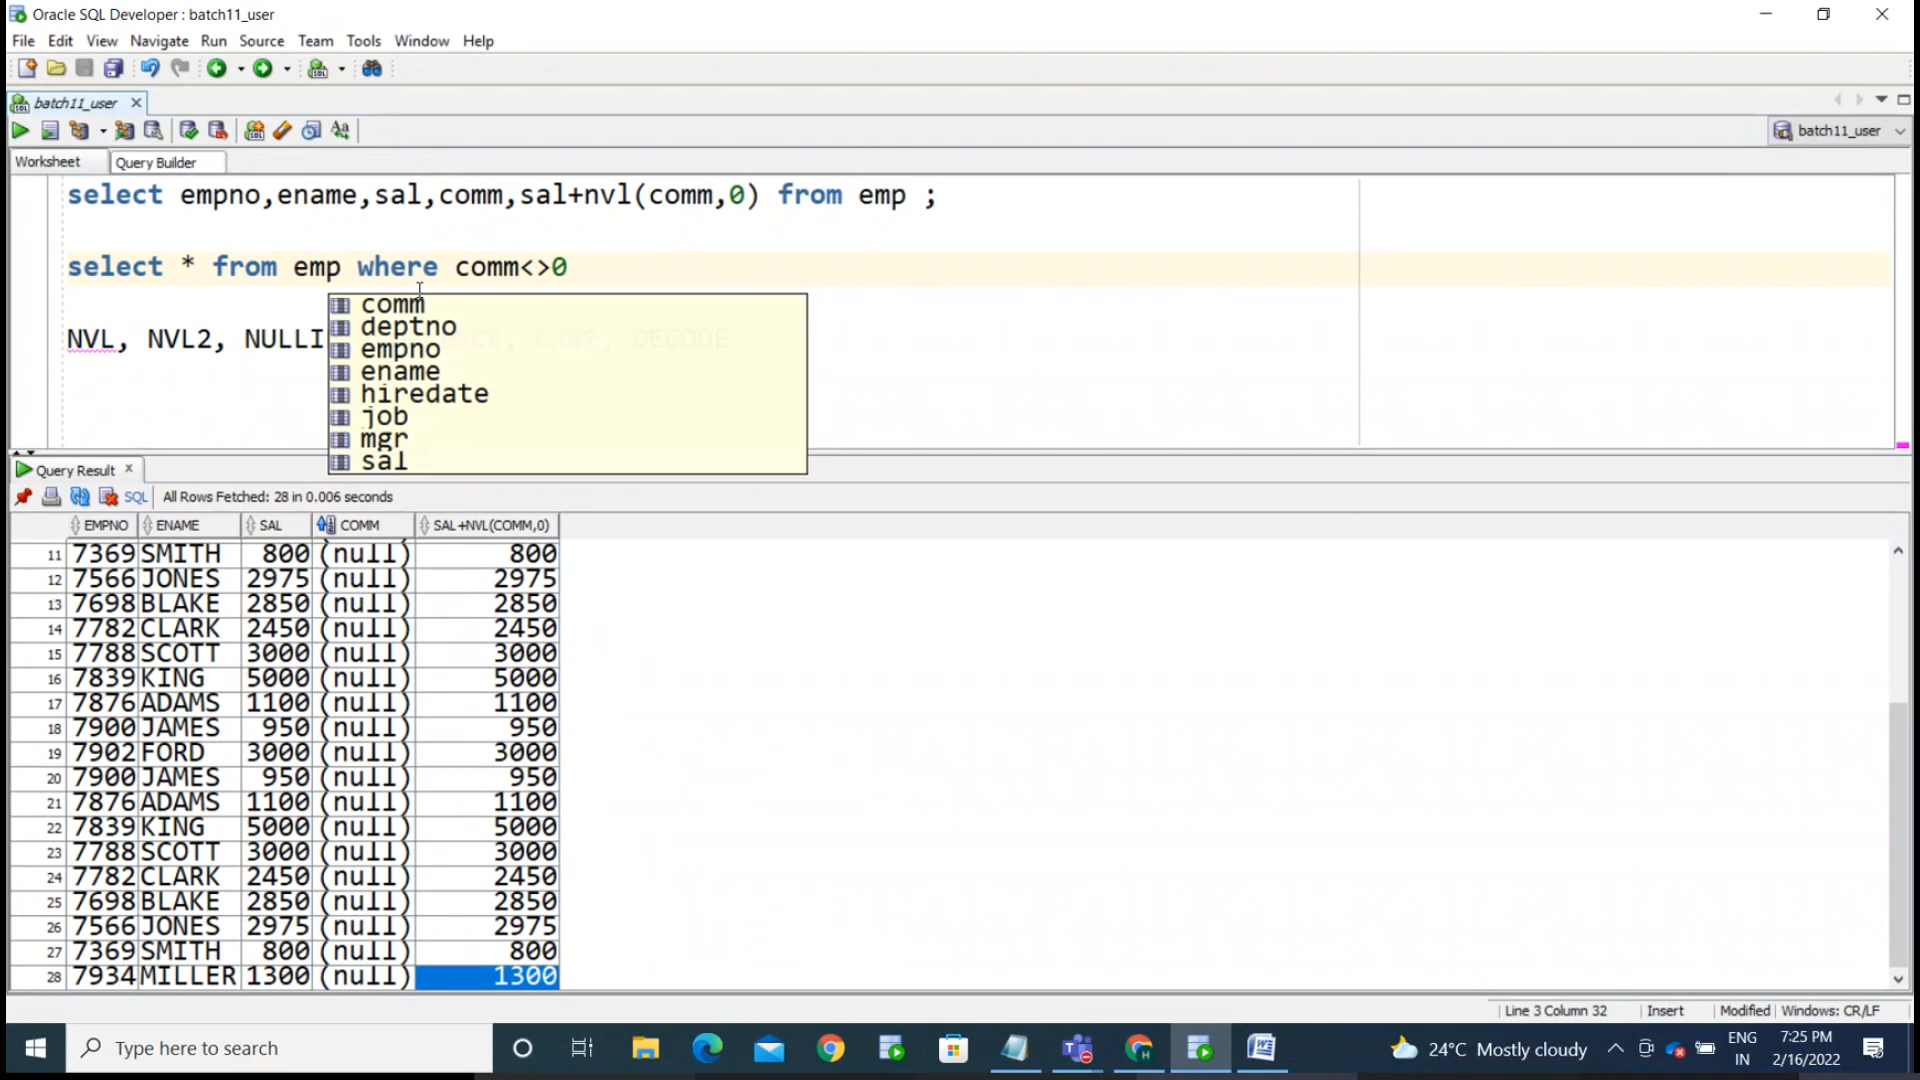 Oracle SQL Developer : batch11_user
File Edit View Navigate Run Source Team Tools Window Help
batch11_user
batch11_user
Worksheet Query Builder
select empno,ename,sal,comm,sal+nvl(comm,0) from emp ;
select * from emp where comm<>0
comm
deptno
NVL, NVL2, NULLI DECODE
empno
ename
hiredate
job
mgr
sal
Query Result
SQL All Rows Fetched: 28 in 0.006 seconds
EMPNO ENAME SAL COMM SAL+NVL(COMM,0)
11 7369 SMITH 800 (null) 800
12 7566 JONES 2975 (null) 2975
13 7698 BLAKE 2850 (null) 2850
14 7782 CLARK 2450 (null) 2450
15 7788 SCOTT 3000 (null) 3000
16 7839 KING 5000 (null) 5000
17 7876 ADAMS 1100 (null) 1100
18 7900 JAMES 950 (null) 950
19 7902 FORD 3000 (null) 3000
20 7900 JAMES 950 (null) 950
21 7876 ADAMS 1100 (null) 1100
22 7839 KING 5000 (null) 5000
23 7788 SCOTT 3000 (null) 3000
24 7782 CLARK 2450 (null) 2450
25 7698 BLAKE 2850 (null) 2850
26 7566 JONES 2975 (null) 2975
27 7369 SMITH 800 (null) 800
28 7934 MILLER 1300 (null) 1300
Line 3 Column 32 Insert Modified Windows: CR/LF
Type here to search
24°C Mostly cloudy
ENG
IN
7:25 PM
2/16/2022